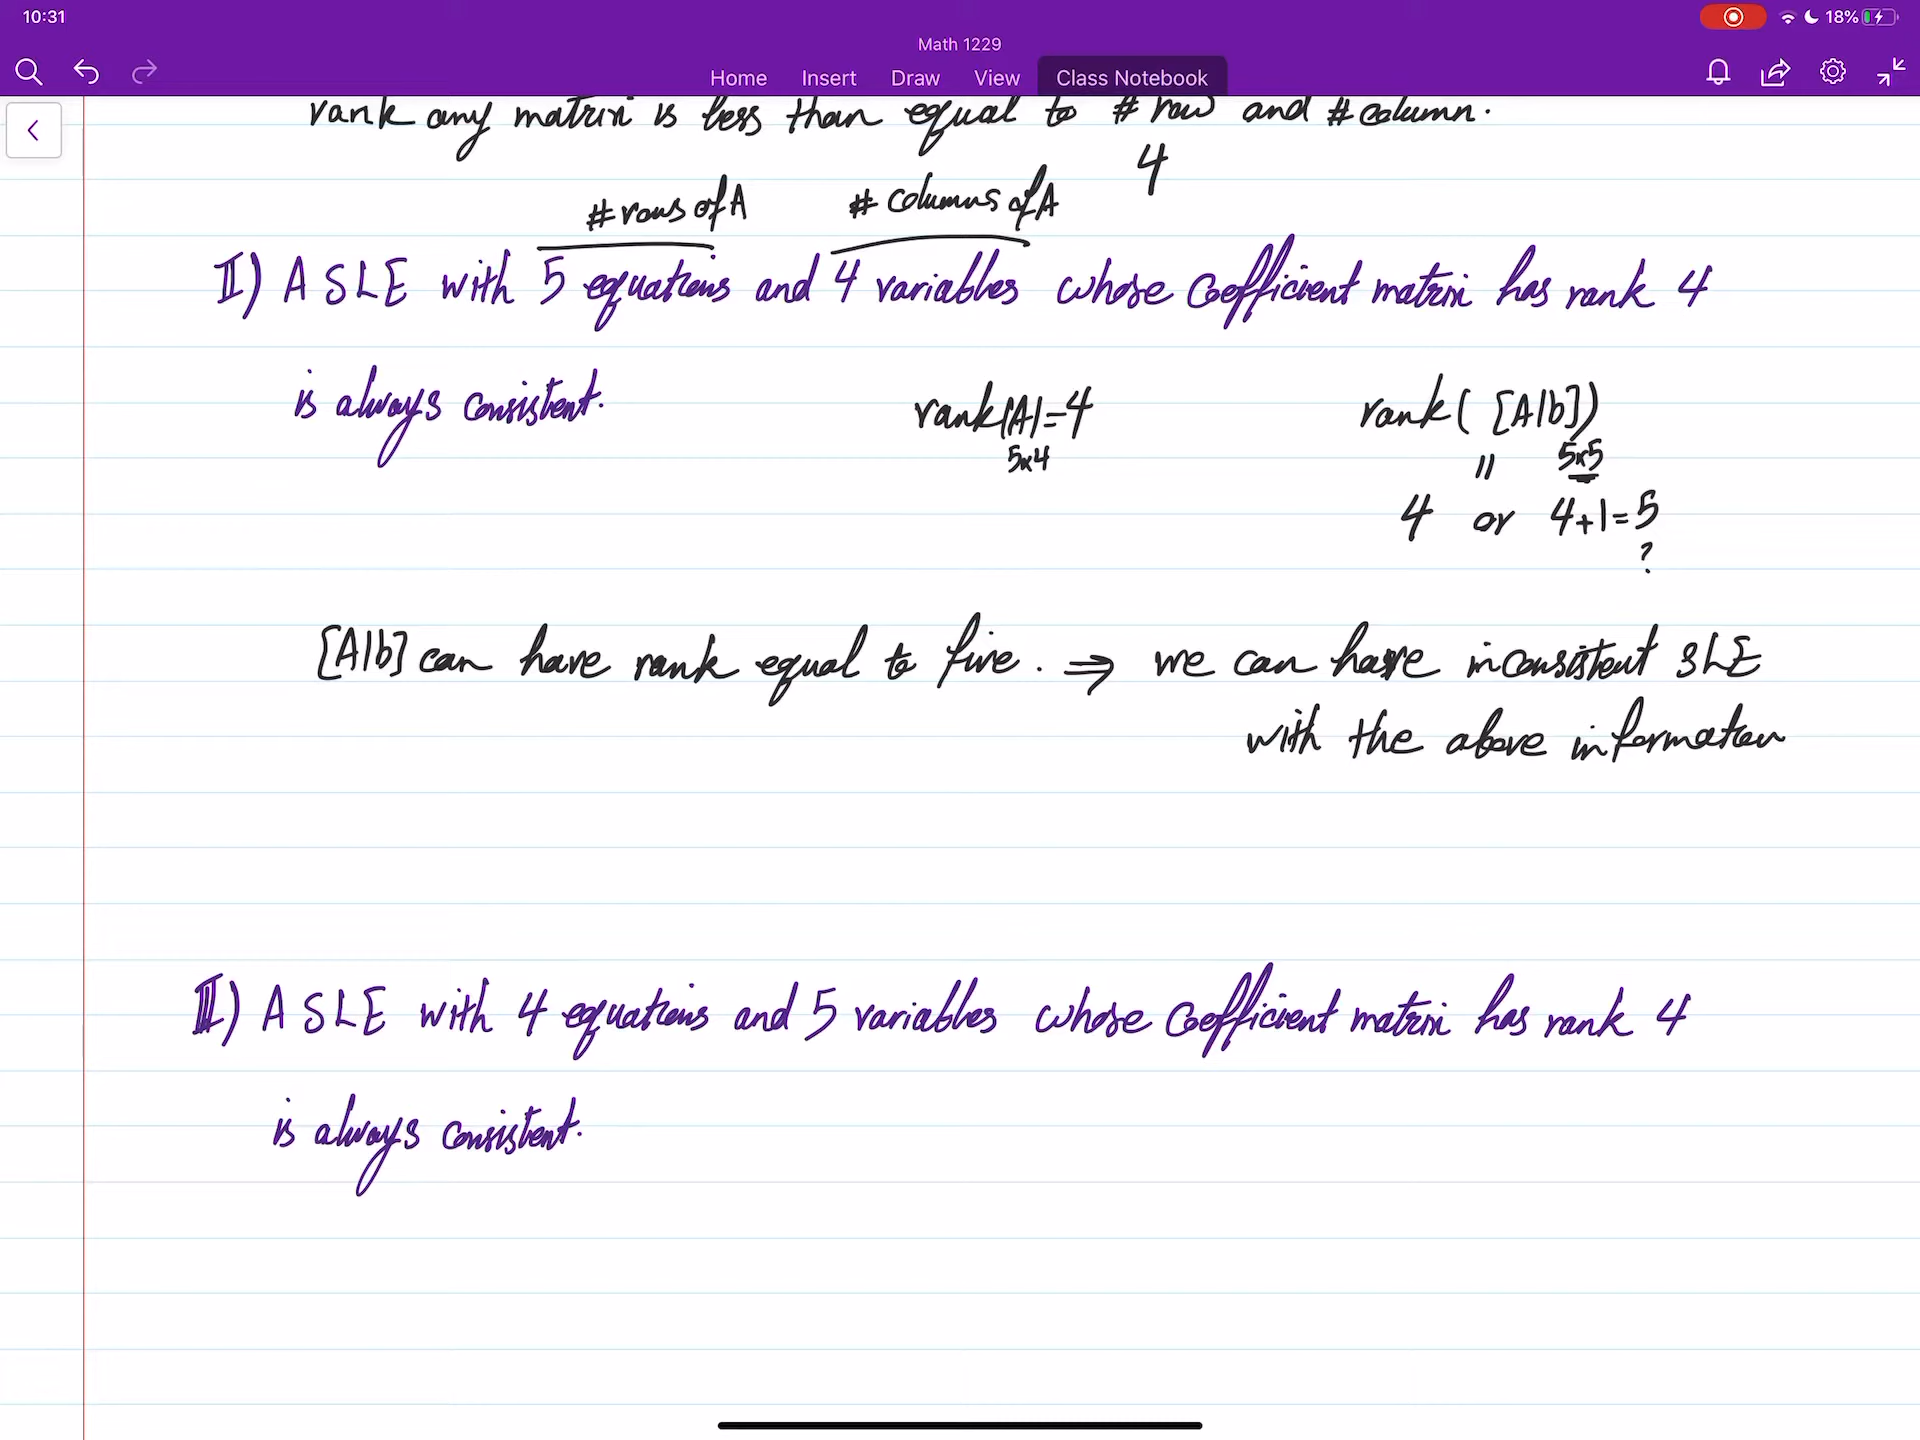 10:31
18%
Math 1229
Home Insert Draw View Class Notebook
rank any matrix is less than equal to # row and # column.
4
# rows of A # columns of A
II) A SLE with 5 equations and 4 variables whose coefficient matrix has rank 4
is always consistent.
rank(A)=4 rank( [A|b])
5x4 || 5x5
4 or 4+1=5
?
[A|b] can have rank equal to five. ⇒ we can have inconsistent SLE
with the above information
III) A SLE with 4 equations and 5 variables whose coefficient matrix has rank 4
is always consistent.